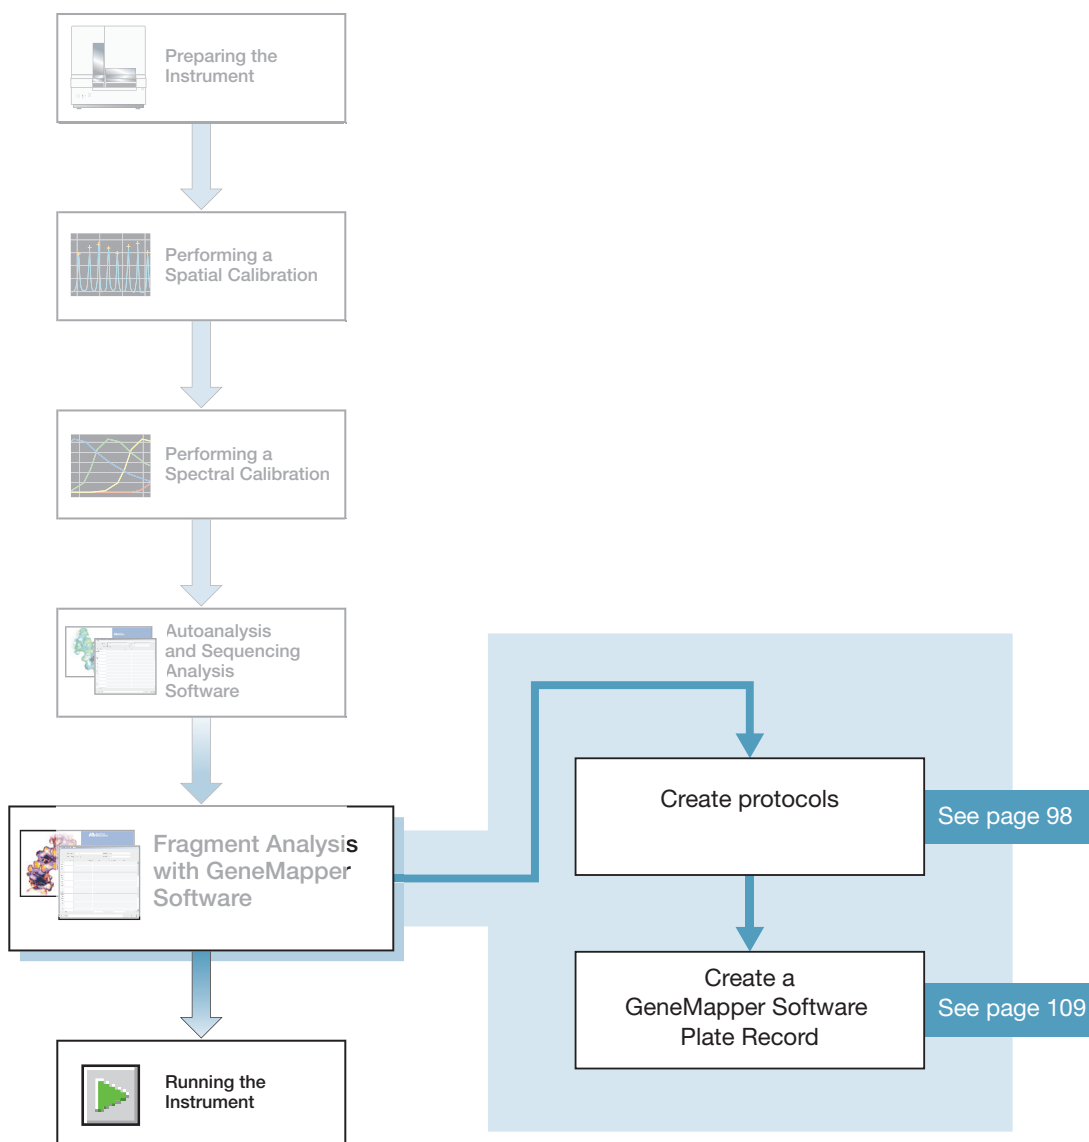 Preparing the
Instrument
Performing a
Spatial Calibration
Performing a
Spectral Calibration
Autoanalysis
and Sequencing
Analysis
Software
Fragment Analysis
with GeneMapper
Software
Create protocols
See page 98
Create a
GeneMapper Software
Plate Record
See page 109
Running the
Instrument